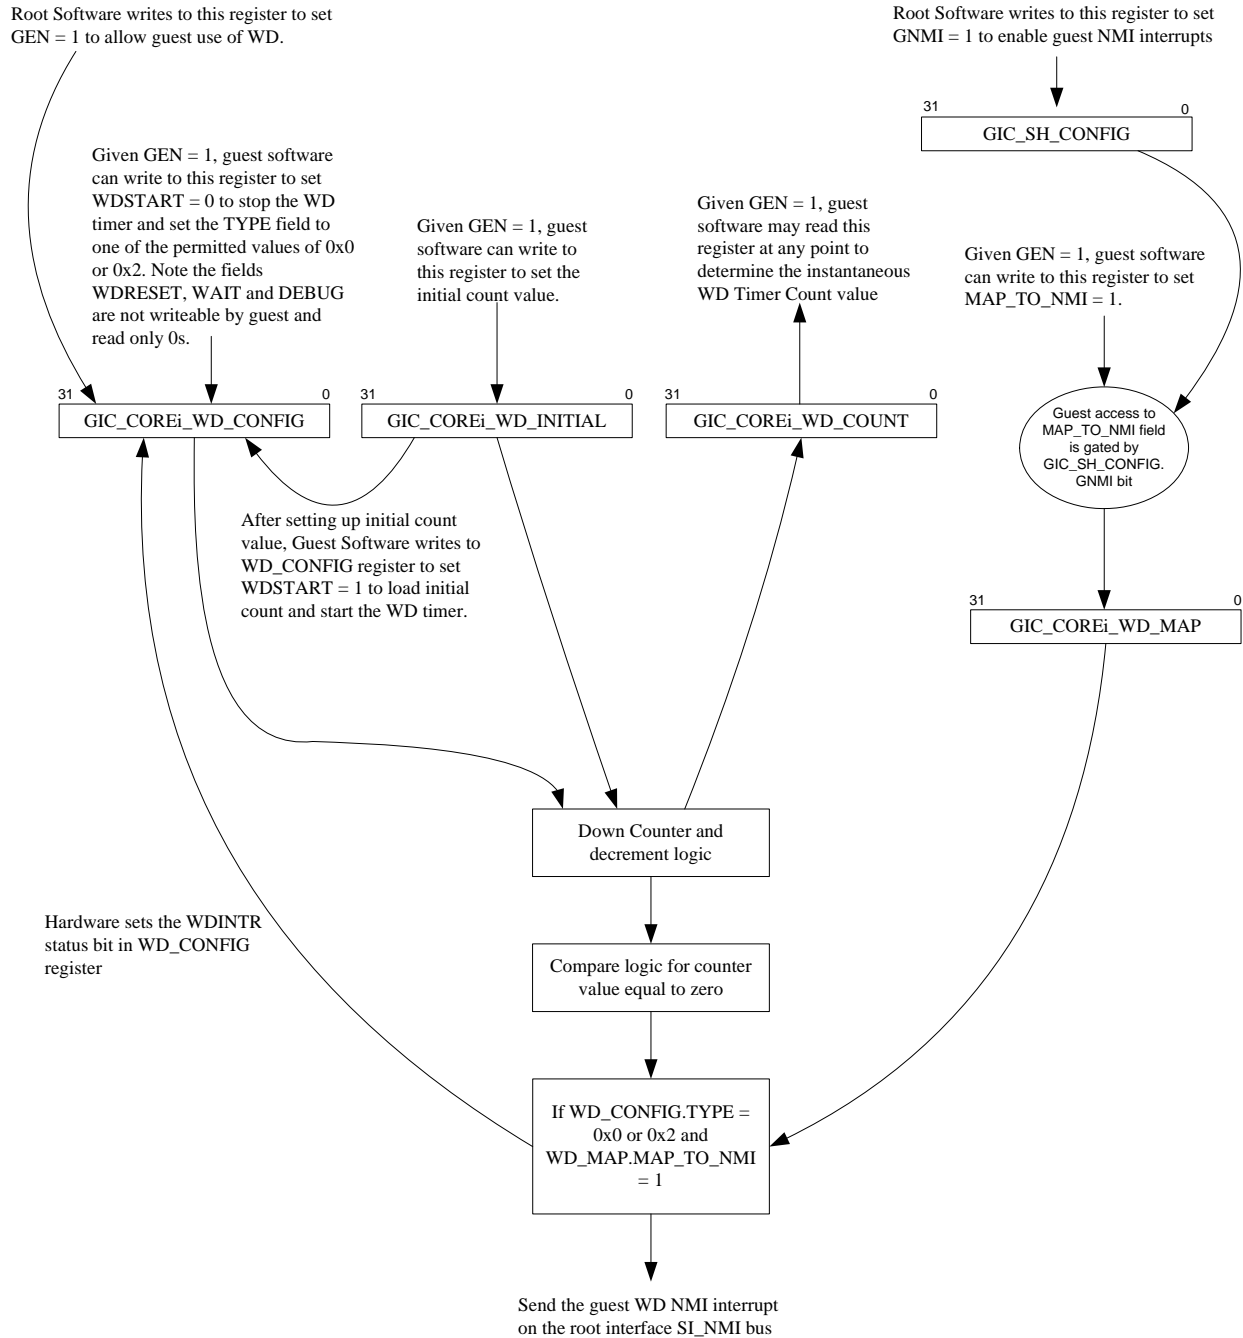 Root Software writes to this register to set
GEN = 1 to allow guest use of WD.
Root Software writes to this register to set
GNMI = 1 to enable guest NMI interrupts
31
0
GIC_SH_CONFIG
Given GEN = 1, guest software
can write to this register to set
WDSTART = 0 to stop the WD
timer and set the TYPE field to
one of the permitted values of 0x0
or 0x2. Note the fields
WDRESET, WAIT and DEBUG
are not writeable by guest and
read only 0s.
Given GEN = 1, guest
software can write to
this register to set the
initial count value.
Given GEN = 1, guest
software may read this
register at any point to
determine the instantaneous
WD Timer Count value
Given GEN = 1, guest software
can write to this register to set
MAP_TO_NMI = 1.
31
0
GIC_COREi_WD_CONFIG
31
0
GIC_COREi_WD_INITIAL
31
0
GIC_COREi_WD_COUNT
Guest access to
MAP_TO_NMI field
is gated by
GIC_SH_CONFIG.
GNMI bit
After setting up initial count
value, Guest Software writes to
WD_CONFIG register to set
WDSTART = 1 to load initial
count and start the WD timer.
31
0
GIC_COREi_WD_MAP
Down Counter and
decrement logic
Hardware sets the WDINTR
status bit in WD_CONFIG
register
Compare logic for counter
value equal to zero
If WD_CONFIG.TYPE =
0x0 or 0x2 and
WD_MAP.MAP_TO_NMI
= 1
Send the guest WD NMI interrupt
on the root interface SI_NMI bus